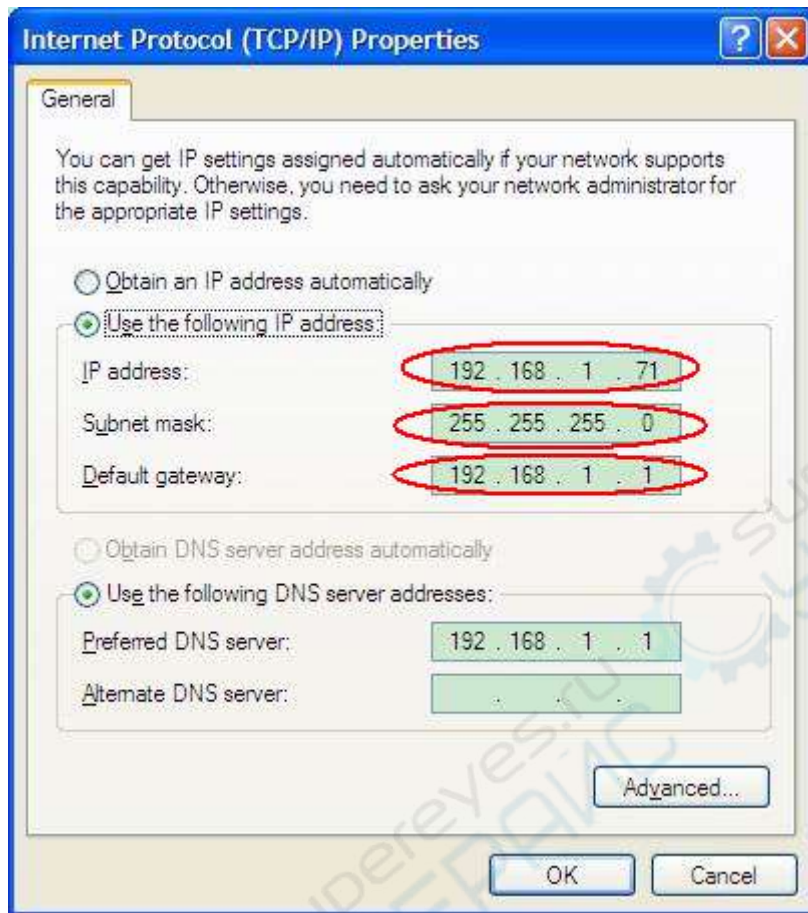 Internet Protocol (TCP/IP) Properties
General
You can get IP settings assigned automatically if your network supports
this capability. Otherwise, you need to ask your network administrator for
the appropriate IP settings.
Obtain an IP address automatically
Use the following IP address:
IP address: 192 . 168 . 1 . 71
Subnet mask: 255 . 255 . 255 . 0
Default gateway: 192 . 168 . 1 . 1
Obtain DNS server address automatically
Use the following DNS server addresses:
Preferred DNS server: 192 . 168 . 1 . 1
Alternate DNS server: . . .
Advanced...
OK Cancel